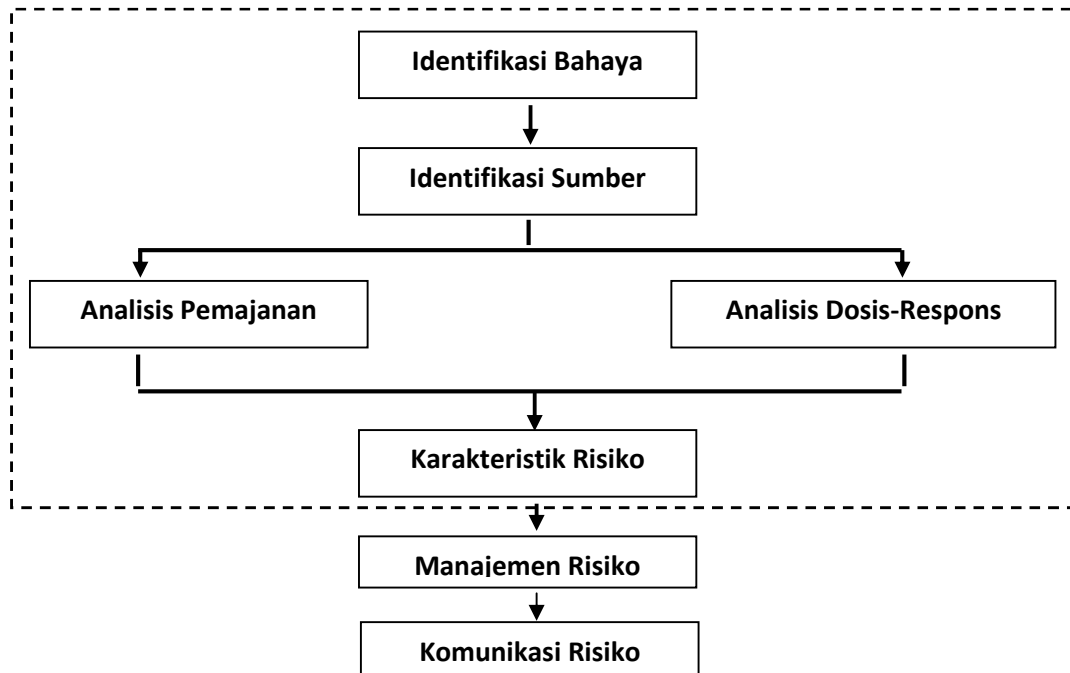 Identifikasi Bahaya
Identifikasi Sumber
Analisis Pemajanan
Analisis Dosis-Respons
Karakteristik Risiko
Manajemen Risiko
Komunikasi Risiko